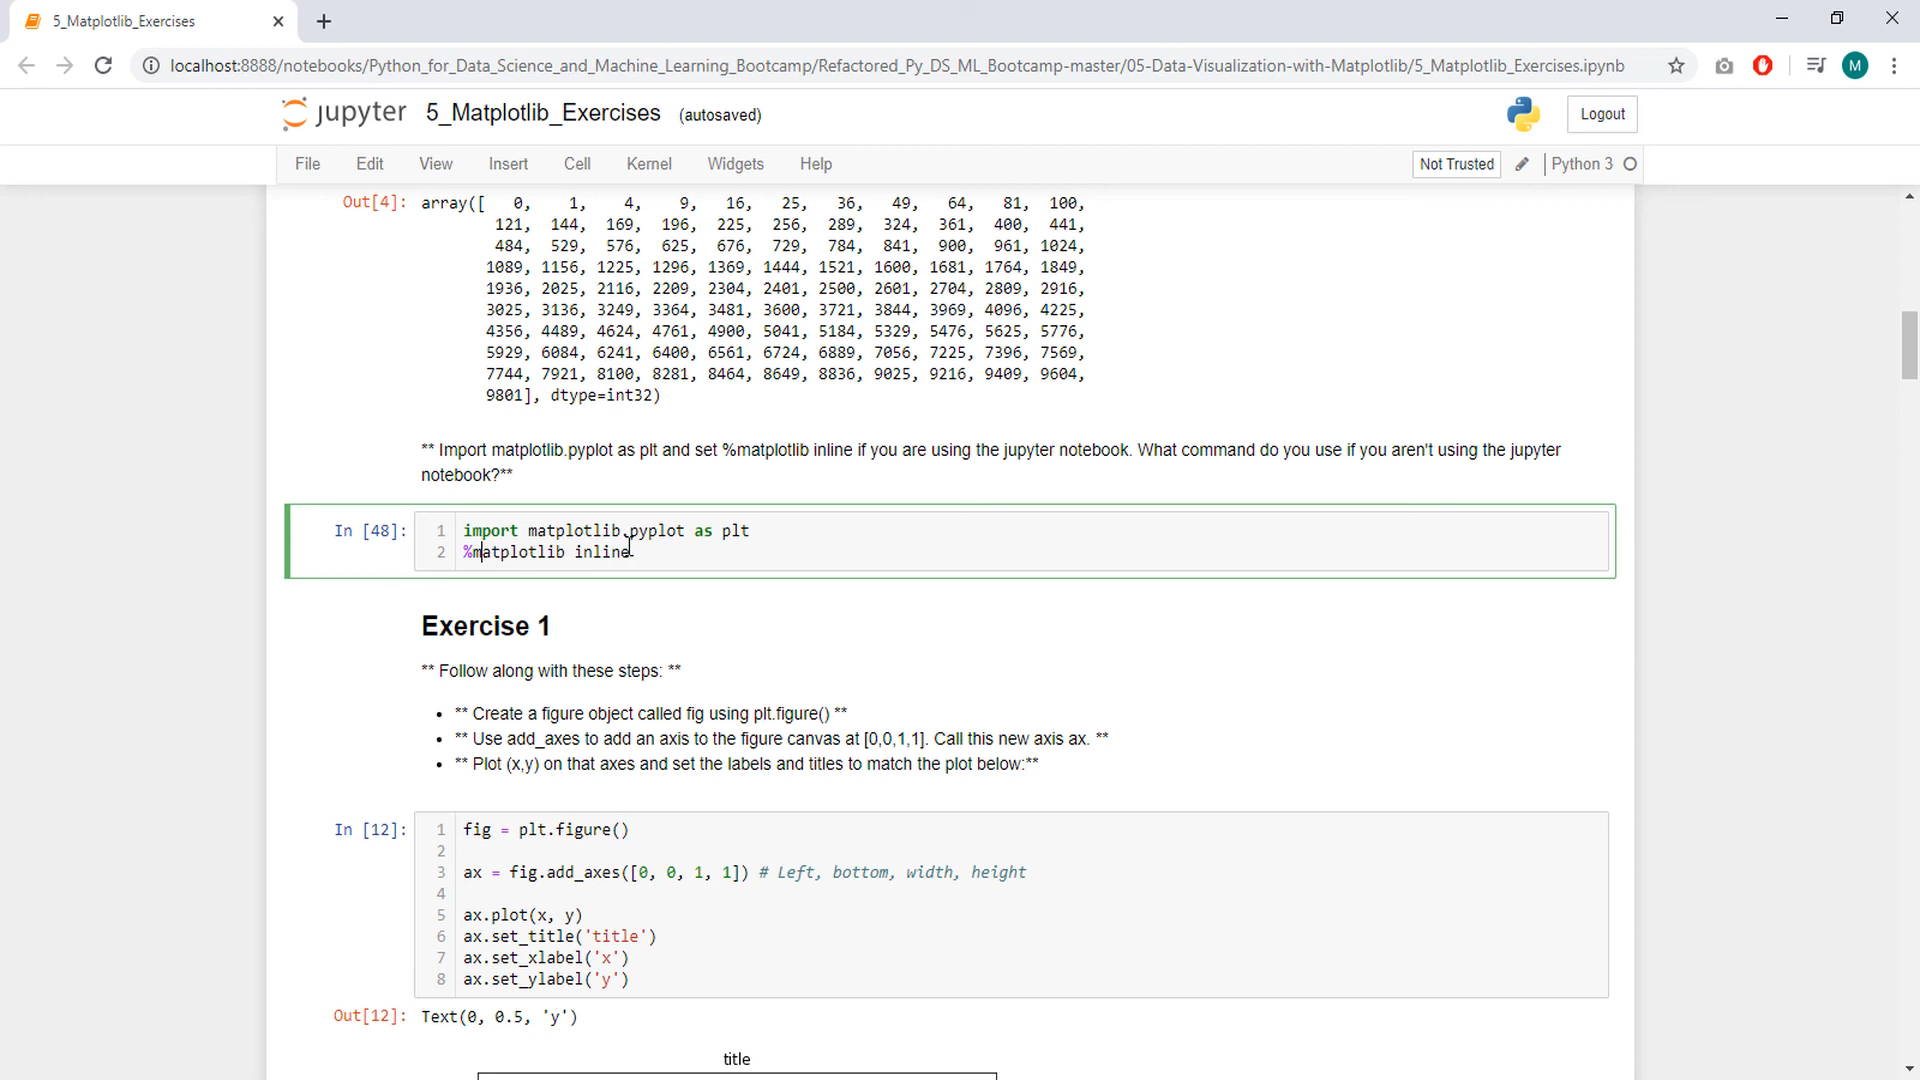 5_Matplotlib_Exercises
localhost:8888/notebooks/Python_for_Data_Science_and_Machine_Learning_Bootcamp/Refactored_Py_DS_ML_Bootcamp-master/05-Data-Visualization-with-Matplotlib/5_Matplotlib_Exercises.ipynb
M
jupyter 5_Matplotlib_Exercises (autosaved)
Logout
File Edit View Insert Cell Kernel Widgets Help
Not Trusted
Python 3
Out[4]: array([   0,    1,    4,    9,   16,   25,   36,   49,   64,   81,  100,
121,  144,  169,  196,  225,  256,  289,  324,  361,  400,  441,
484,  529,  576,  625,  676,  729,  784,  841,  900,  961, 1024,
1089, 1156, 1225, 1296, 1369, 1444, 1521, 1600, 1681, 1764, 1849,
1936, 2025, 2116, 2209, 2304, 2401, 2500, 2601, 2704, 2809, 2916,
3025, 3136, 3249, 3364, 3481, 3600, 3721, 3844, 3969, 4096, 4225,
4356, 4489, 4624, 4761, 4900, 5041, 5184, 5329, 5476, 5625, 5776,
5929, 6084, 6241, 6400, 6561, 6724, 6889, 7056, 7225, 7396, 7569,
7744, 7921, 8100, 8281, 8464, 8649, 8836, 9025, 9216, 9409, 9604,
9801], dtype=int32)
** Import matplotlib.pyplot as plt and set %matplotlib inline if you are using the jupyter notebook. What command do you use if you aren't using the jupyter
notebook?**
In [48]: 1 import matplotlib.pyplot as plt
2 %matplotlib inline
Exercise 1
** Follow along with these steps: **
• ** Create a figure object called fig using plt.figure() **
• ** Use add_axes to add an axis to the figure canvas at [0,0,1,1]. Call this new axis ax. **
• ** Plot (x,y) on that axes and set the labels and titles to match the plot below:**
In [12]: 1 fig = plt.figure()
2
3 ax = fig.add_axes([0, 0, 1, 1]) # Left, bottom, width, height
4
5 ax.plot(x, y)
6 ax.set_title('title')
7 ax.set_xlabel('x')
8 ax.set_ylabel('y')
Out[12]: Text(0, 0.5, 'y')
title